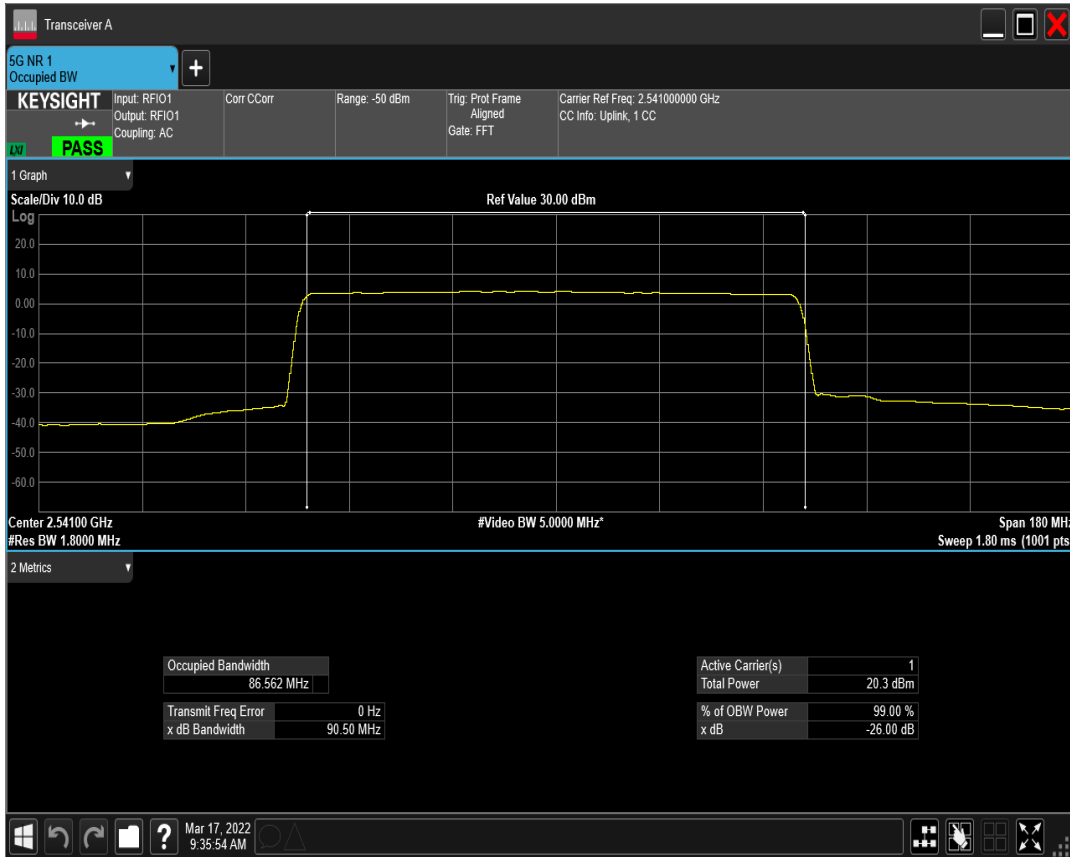 Transceiver A
5G NR 1
Occupied BW
KEYSIGHT
LXI
PASS
Input: RFIO1
Output: RFIO1
Coupling: AC
Corr CCorr
Range: -50 dBm
Trig: Prot Frame
Aligned
Gate: FFT
Carrier Ref Freq: 2.541000000 GHz
CC Info: Uplink, 1 CC
1 Graph
Scale/Div 10.0 dB
Ref Value 30.00 dBm
Log
20.0
10.0
0.00
-10.0
-20.0
-30.0
-40.0
-50.0
-60.0
Center 2.54100 GHz
#Video BW 5.0000 MHz*
Span 180 MHz
#Res BW 1.8000 MHz
Sweep 1.80 ms (1001 pts
2 Metrics
Occupied Bandwidth
86.562 MHz
Transmit Freq Error 0 Hz
x dB Bandwidth 90.50 MHz
Active Carrier(s) 1
Total Power 20.3 dBm
% of OBW Power 99.00 %
x dB -26.00 dB
?
Mar 17, 2022
9:35:54 AM